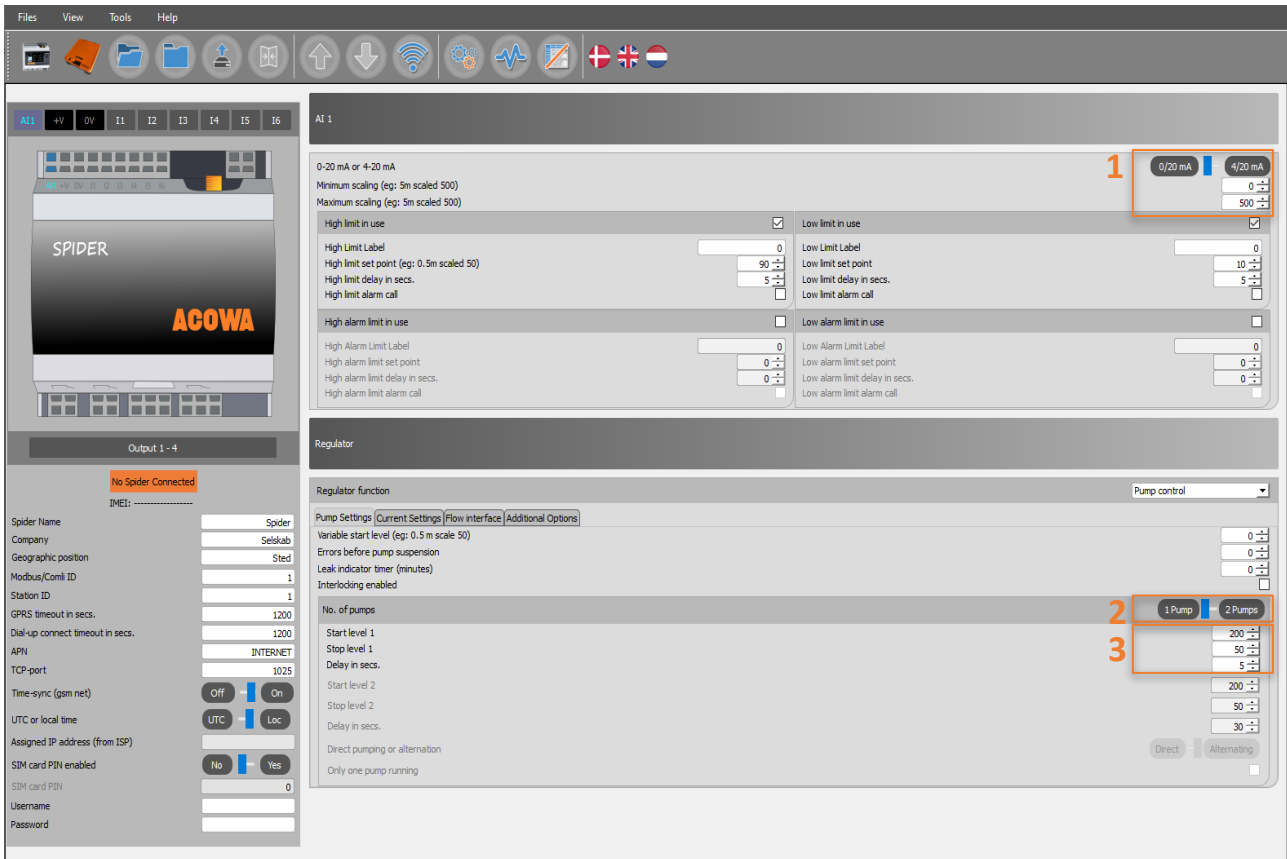 Files View Tools Help
AI1 +V 0V I1 I2 I3 I4 I5 I6
AI1 +V 0V I1 I2 I3 I4 I5 I6
SPIDER
ACOWA
Output 1 - 4
No Spider Connected
IMEI: ------------------
Spider Name Spider
Company Selskab
Geographic position Sted
Modbus/Comli ID 1
Station ID 1
GPRS timeout in secs. 1200
Dial-up connect timeout in secs. 1200
APN INTERNET
TCP-port 1025
Time-sync (gsm net) Off On
UTC or local time UTC Loc
Assigned IP address (from ISP)
SIM card PIN enabled No Yes
SIM card PIN 0
Username
Password
AI 1
0-20 mA or 4-20 mA 1 0/20 mA 4/20 mA
Minimum scaling (eg: 5m scaled 500) 0
Maximum scaling (eg: 5m scaled 500) 500
High limit in use Low limit in use
High Limit Label 0 Low Limit Label 0
High limit set point (eg: 0.5m scaled 50) 90 Low limit set point 10
High limit delay in secs. 5 Low limit delay in secs. 5
High limit alarm call Low limit alarm call
High alarm limit in use Low alarm limit in use
High Alarm Limit Label 0 Low Alarm Limit Label 0
High alarm limit set point 0 Low alarm limit set point 0
High alarm limit delay in secs. 0 Low alarm limit delay in secs. 0
High alarm limit alarm call Low alarm limit alarm call
Regulator
Regulator function Pump control
Pump Settings Current Settings Flow interface Additional Options
Variable start level (eg: 0.5 m scale 50) 0
Errors before pump suspension 0
Leak indicator timer (minutes) 0
Interlocking enabled
No. of pumps 2 1 Pump 2 Pumps
Start level 1 200
Stop level 1 3 50
Delay in secs. 5
Start level 2 200
Stop level 2 50
Delay in secs. 30
Direct pumping or alternation Direct Alternating
Only one pump running